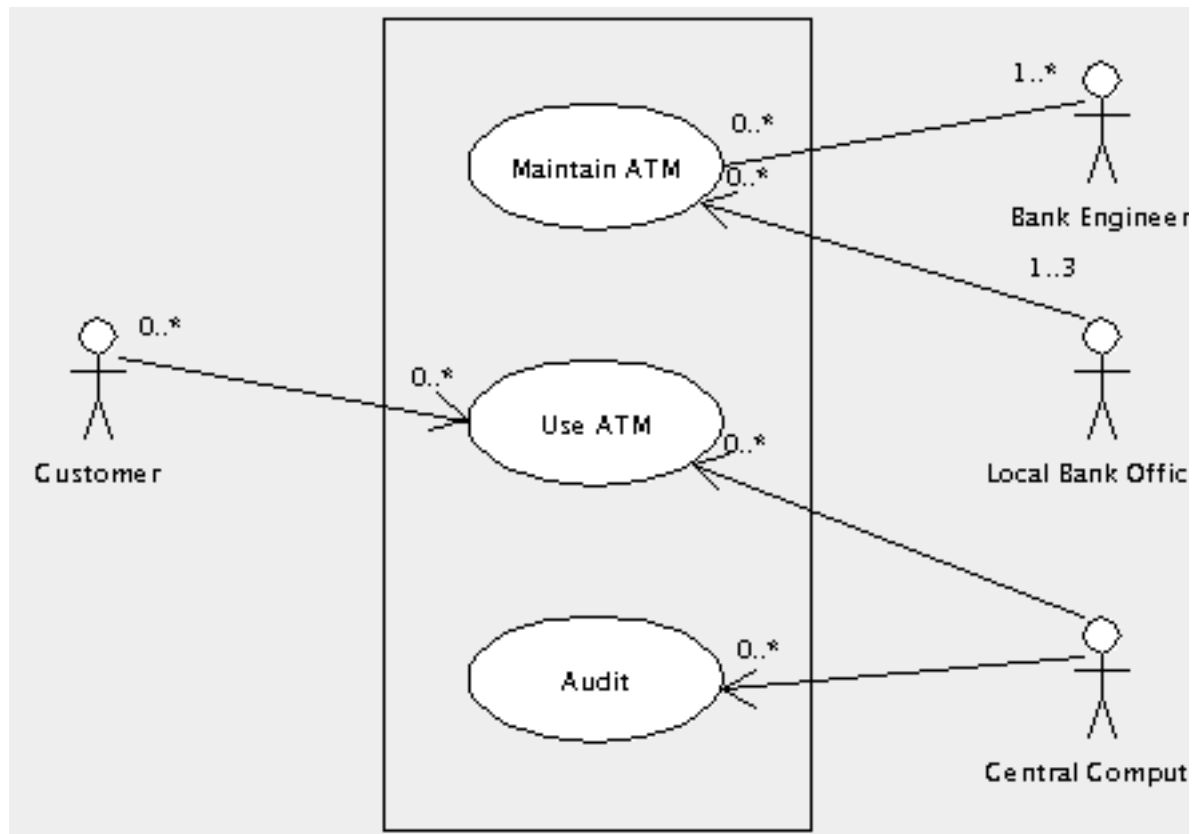 1..*
0..*
Maintain ATM
0..*
Bank Engineer
1..3
0..*
0..*
Use ATM
0..*
Customer
Local Bank Offic
0..*
Audit
Central Comput